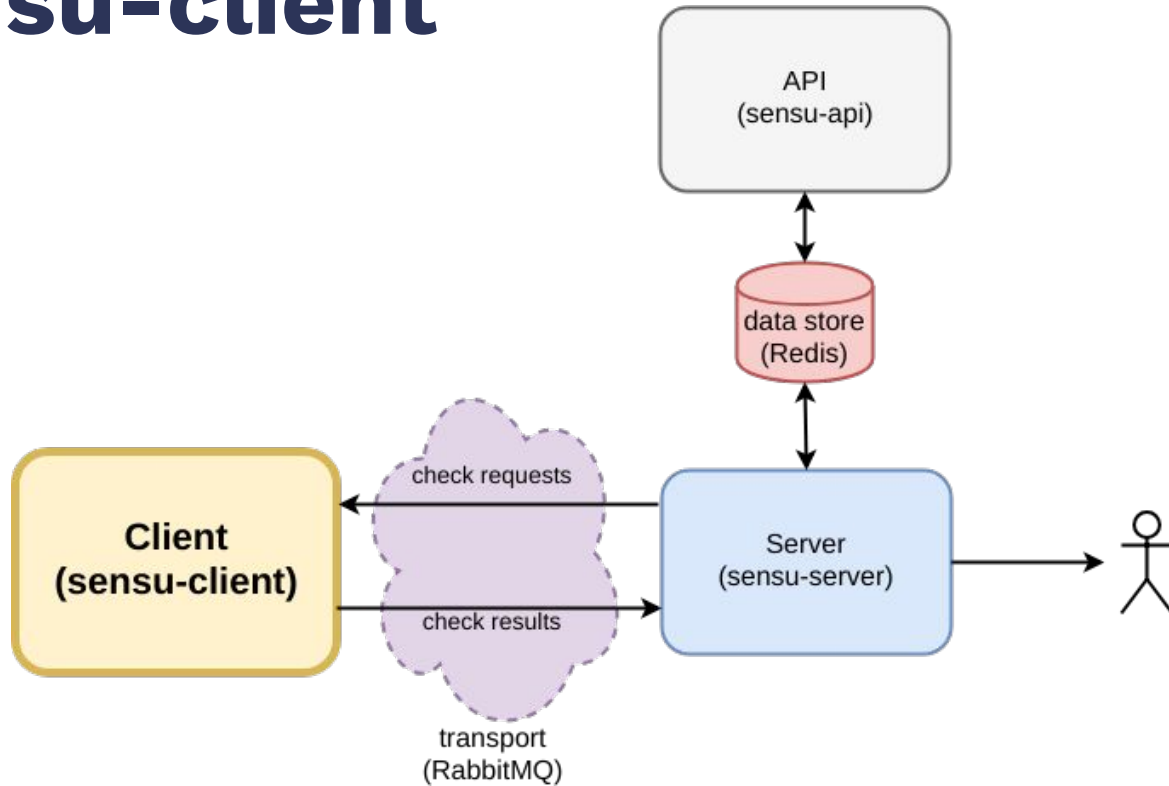 su-client
API
(sensu-api)
data store
(Redis)
check requests
Client
(sensu-client)
Server
(sensu-server)
check results
transport
(RabbitMQ)